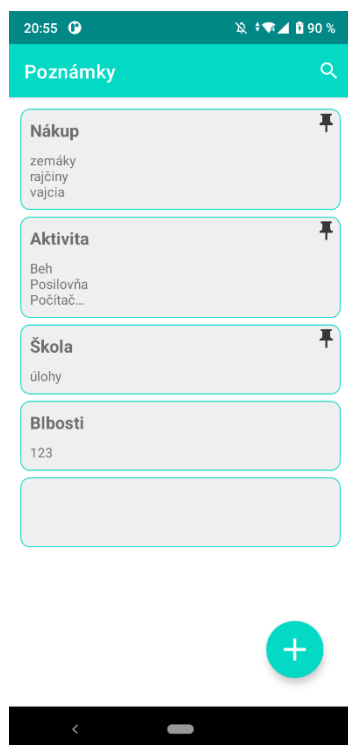 20:55 90 %
Poznámky
Nákup
zemáky
rajčiny
vajcia
Aktivita
Beh
Posilovňa
Počítač...
Škola
úlohy
Blbosti
123